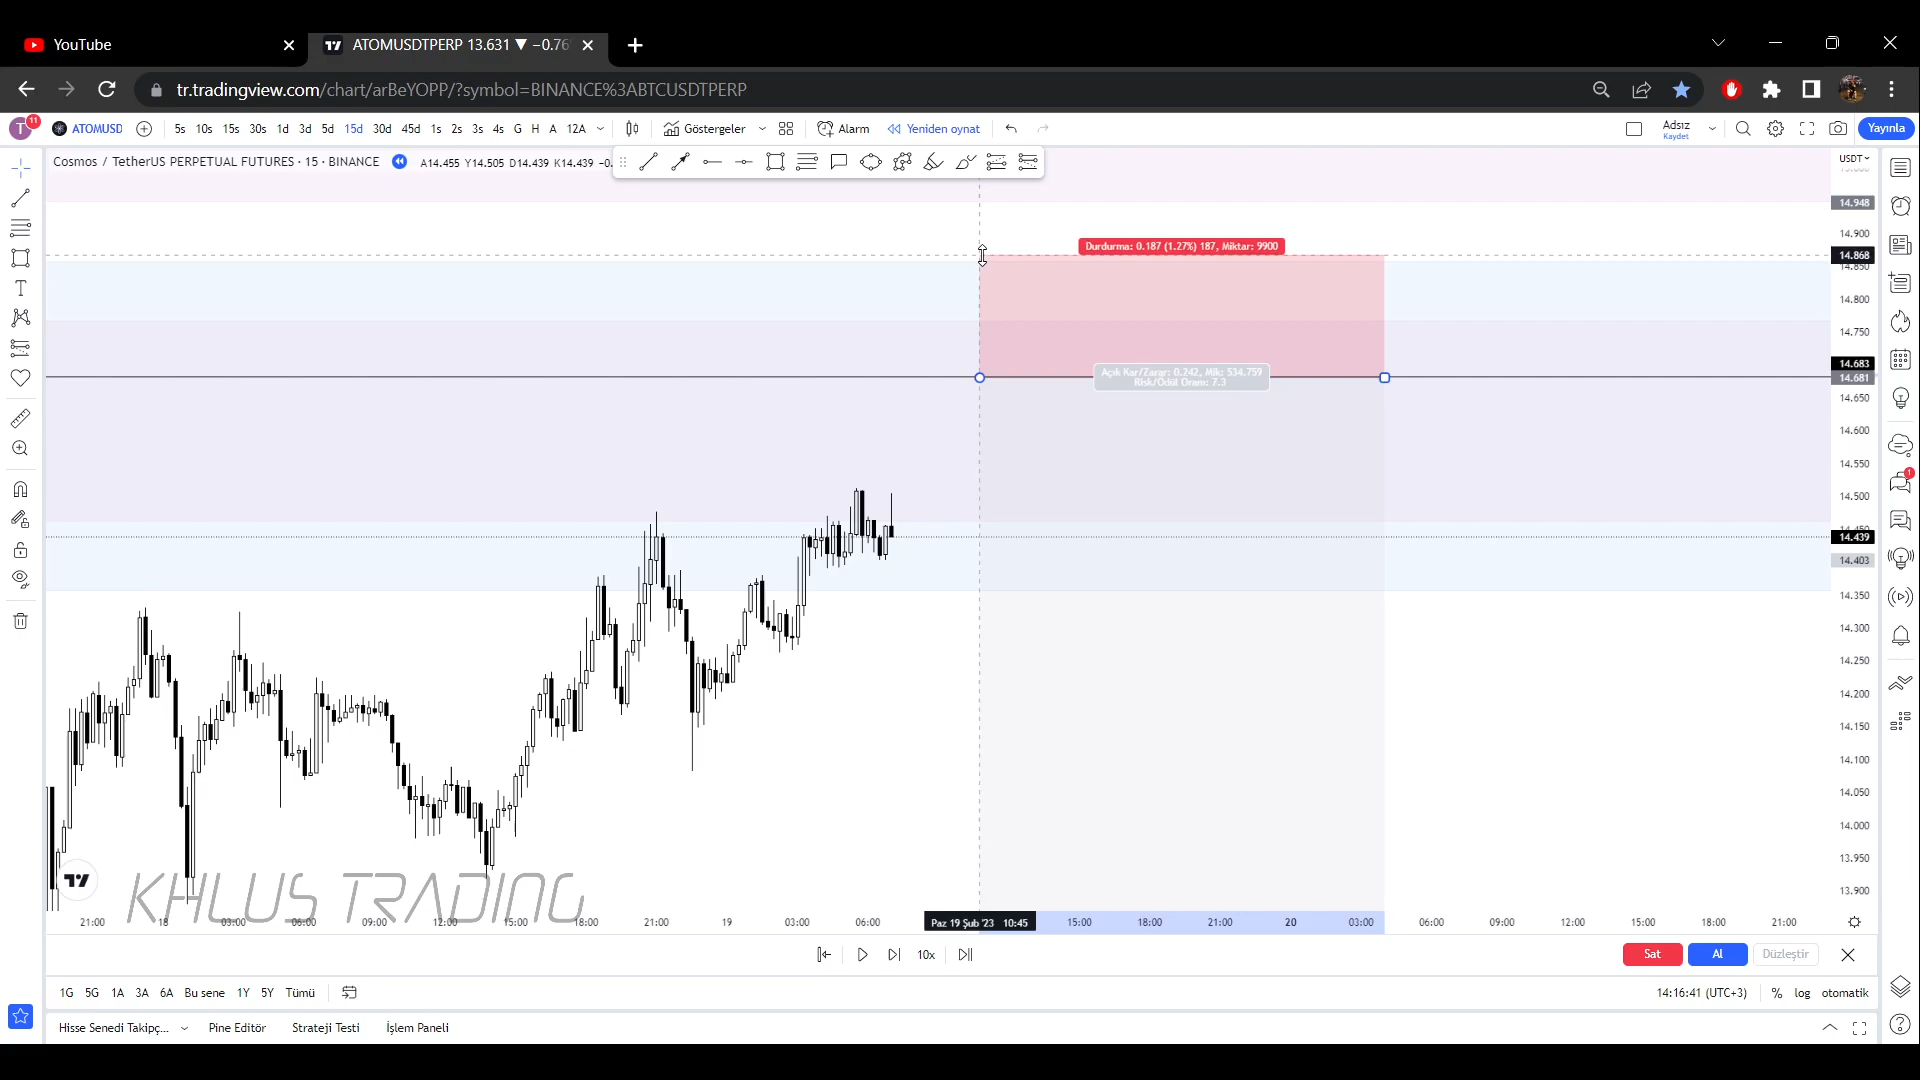 YouTube
ATOMUSDTPERP 13.631 ▼ −0.76
tr.tradingview.com/chart/arBeYOPP/?symbol=BINANCE%3ABTCUSDTPERP
T 11 ATOMUSD 5s 10s 15s 30s 1d 3d 5d 15d 30d 45d 1s 2s 3s 4s G H A 12A Göstergeler Alarm Yeniden oynat Adsız Kaydet Yayınla
Cosmos / TetherUS PERPETUAL FUTURES · 15 · BINANCE A14.455 Y14.505 D14.439 K14.439 −0.
USDT
14.948
14.900
14.868
14.850
14.800
14.750
14.683
14.681
14.650
14.600
14.550
14.500
14.439
14.403
14.350
14.300
14.250
14.200
14.150
14.100
14.050
14.000
13.950
13.900
Durdurma: 0.187 (1.27%) 187, Miktar: 9900
Açık Kar/Zarar: 0.242, Mik: 534.759
Risk/Ödül Oranı: 7.3
1
KHLUS TRADING
21:00 18 03:00 06:00 09:00 12:00 15:00 18:00 21:00 19 03:00 06:00 Paz 19 Şub '23 10:45 15:00 18:00 21:00 20 03:00 06:00 09:00 12:00 15:00 18:00 21:00
10x Sat Al Düzleştir
1G 5G 1A 3A 6A Bu sene 1Y 5Y Tümü 14:16:41 (UTC+3) % log otomatik
Hisse Senedi Takipç... Pine Editör Strateji Testi İşlem Paneli